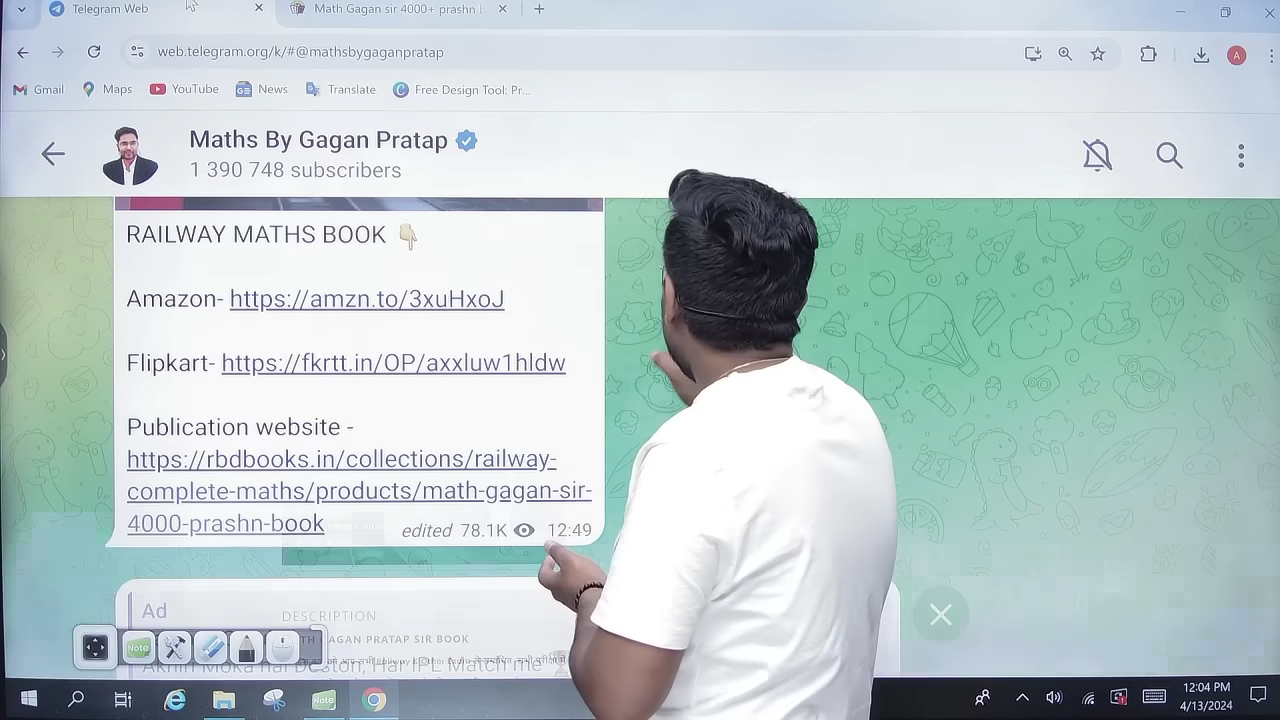 Telegram Web
Math Gagan sir 4000+ prashn b
web.telegram.org/k/#@mathsbygaganpratap
A
Gmail
Maps
YouTube
News
Translate
Free Design Tool: Pr...
Maths By Gagan Pratap
1 390 748 subscribers
RAILWAY MATHS BOOK
Amazon- https://amzn.to/3xuHxoJ
Flipkart- https://fkrtt.in/OP/axxluw1hldw
Publication website -
https://rbdbooks.in/collections/railway-
complete-maths/products/math-gagan-sir-
4000-prashn-book
edited 78.1K 12:49
Ad
DESCRIPTION
GAGAN PRATAP SIR BOOK
Note
Note
12:04 PM
4/13/2024